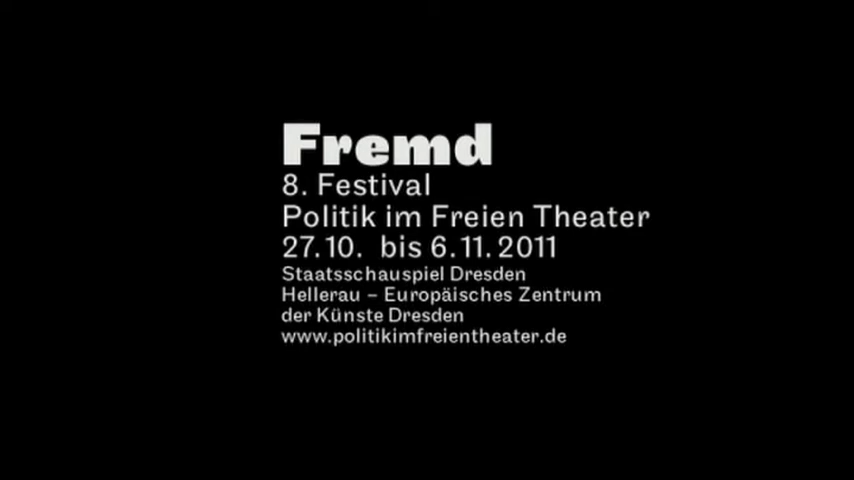 Fremd
8. Festival
Politik im Freien Theater
27.10. bis 6.11.2011
Staatsschauspiel Dresden
Hellerau – Europäisches Zentrum
der Künste Dresden
www.politikimfreientheater.de